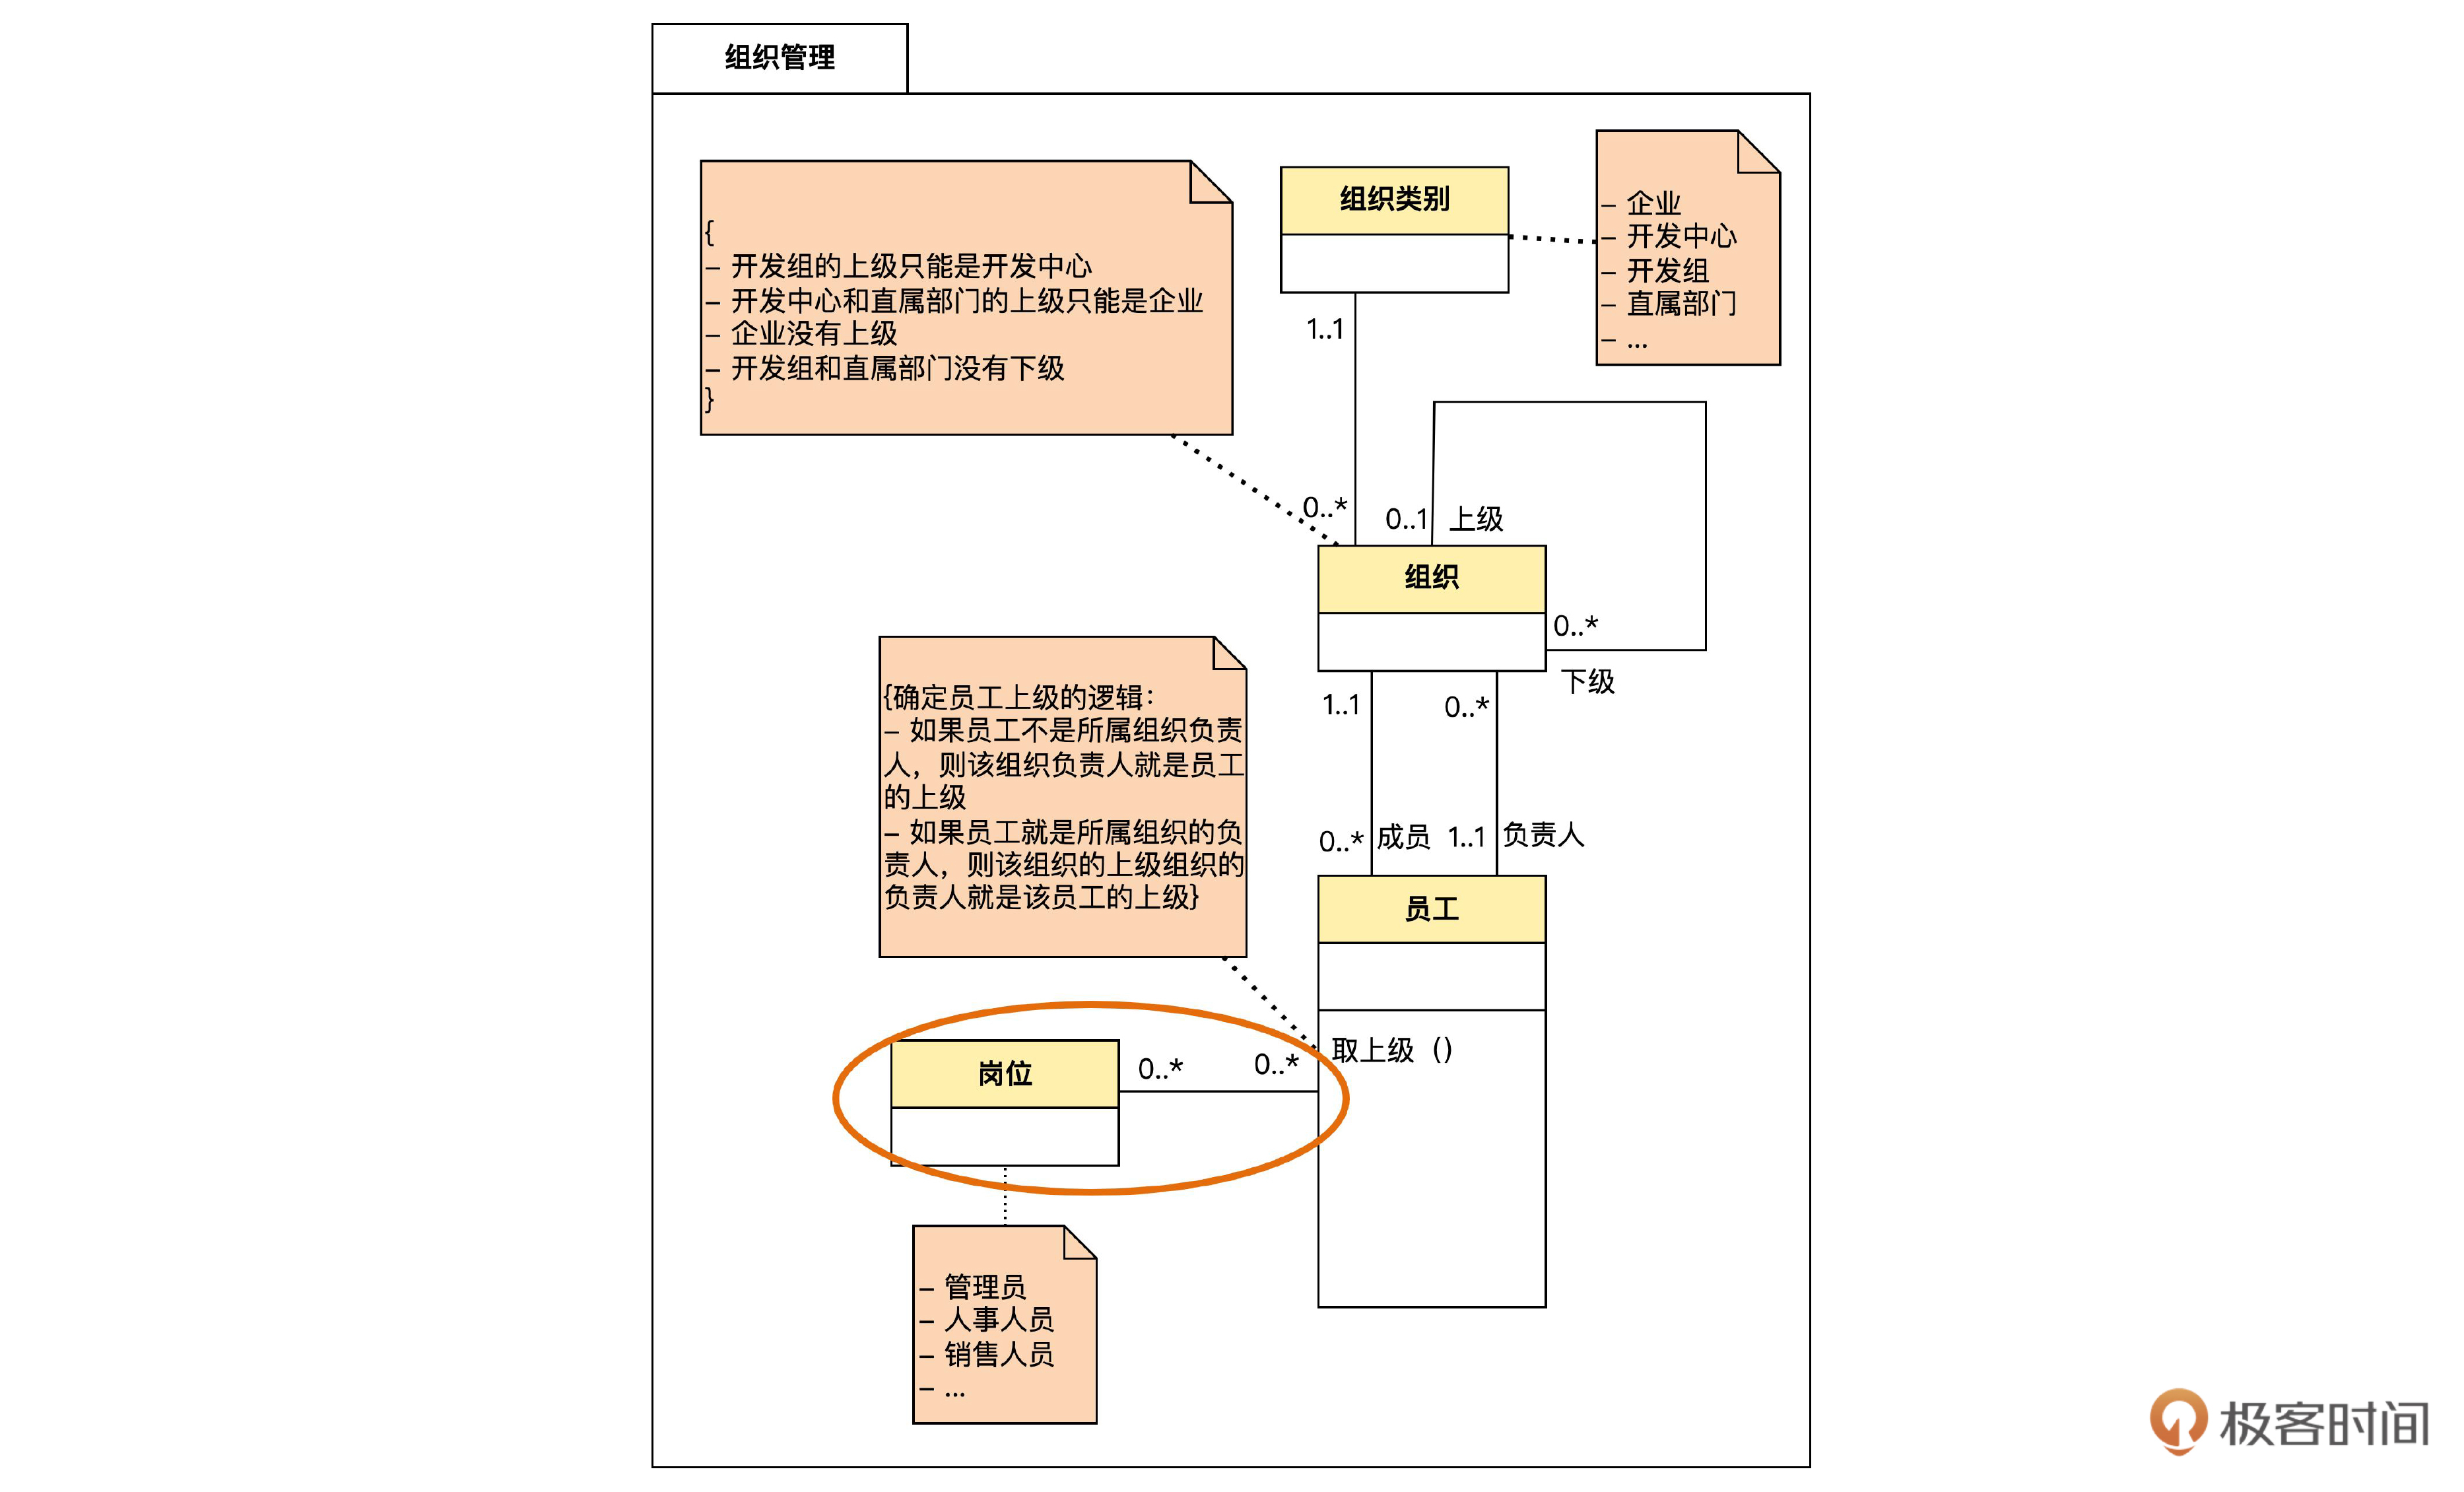 组织管理
{
– 开发组的上级只能是开发中心
– 开发中心和直属部门的上级只能是企业
– 企业没有上级
– 开发组和直属部门没有下级
}
组织类别
– 企业
– 开发中心
– 开发组
– 直属部门
– ...
1..1
0..*
0..1 上级
组织
0..*
下级
{确定员工上级的逻辑：
– 如果员工不是所属组织负责
人，则该组织负责人就是员工
的上级
– 如果员工就是所属组织的负
责人，则该组织的上级组织的
负责人就是该员工的上级}
1..1
0..*
0..* 成员
1..1 负责人
员工
取上级 ()
岗位
0..*
0..*
– 管理员
– 人事人员
– 销售人员
– ...
极客时间